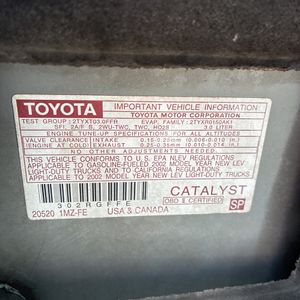 TOYOTA IMPORTANT VEHICLE INFORMATION
TOYOTA MOTOR CORPORATION
TEST GROUP : 2TYXT03.0FFR EVAP. FAMILY : 2TYXR0150AK1
SFI, 2A/F S, 2WU-TWC, TWC, HO2S 3.0 LITER
TUNE UP SPECIFICATIONS FOR ALL ALTITUDES
VALVE CLEARANCE INTAKE 0.15-0.25mm (0.006-0.010 in.)
(ENGINE AT COLD) EXHAUST 0.25-0.35mm (0.010-0.014 in.)
NO OTHER ADJUSTMENTS NEEDED.
THIS VEHICLE CONFORMS TO U.S. EPA NLEV REGULATIONS
APPLICABLE TO GASOLINE-FUELED 2002 MODEL YEAR NEW LEV
LIGHT-DUTY TRUCKS AND CALIFORNIA REGULATIONS
APPLICABLE TO 2002 MODEL YEAR NEW LEV LIGHT-DUTY TRUCKS.
CATALYST
302RGFFE
OBD II CERTIFIED
20520 1MZ-FE USA & CANADA SP